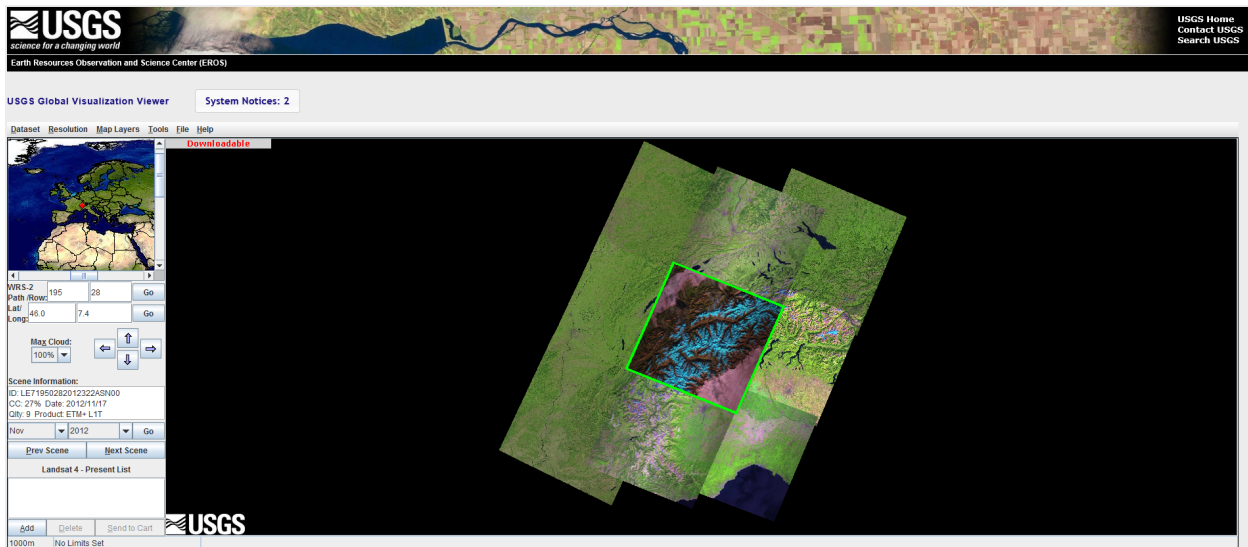 USGS
science for a changing world
USGS Home
Contact USGS
Search USGS
Earth Resources Observation and Science Center (EROS)
USGS Global Visualization Viewer
System Notices: 2
Dataset Resolution Map Layers Tools File Help
Downloadable
WRS-2
Path /Row: 195 28 Go
Lat/
Long: 46.0 7.4 Go
Max Cloud:
100%
Scene Information:
ID: LE71950282012322ASN00
CC: 27% Date: 2012/11/17
Qlty: 9 Product: ETM+ L1T
Nov 2012 Go
Prev Scene Next Scene
Landsat 4 - Present List
Add Delete Send to Cart
USGS
1000m No Limits Set